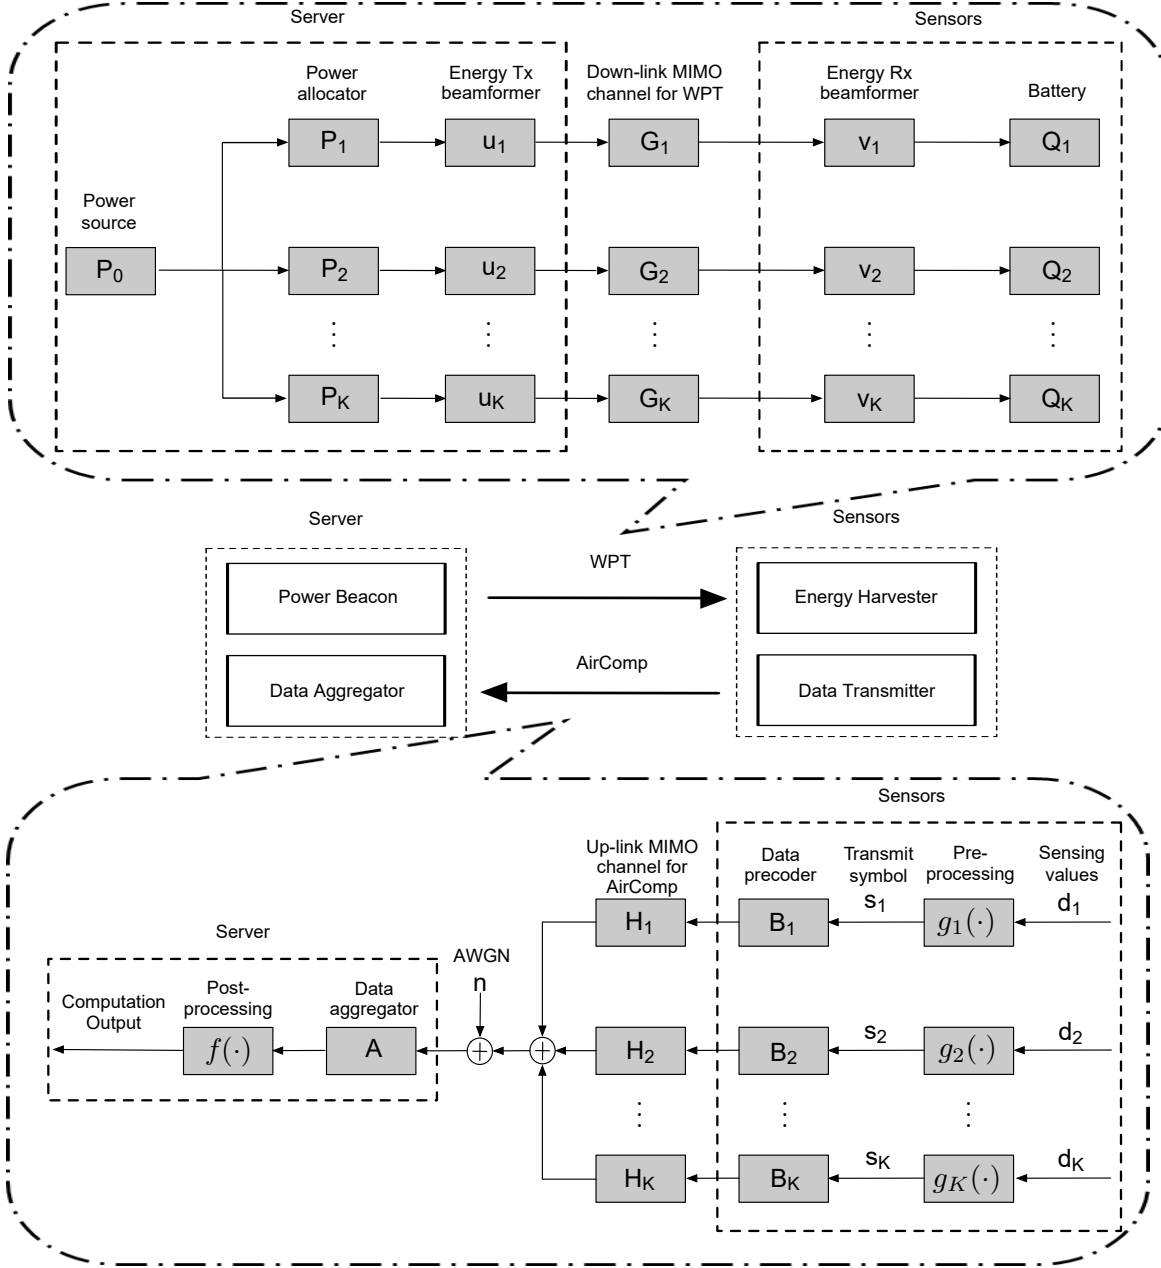 Server
Sensors
Power
allocator
Energy Tx
beamformer
Down-link MIMO
channel for WPT
Energy Rx
beamformer
Battery
P1
u1
G1
v1
Q1
Power
source
P0
P2
u2
G2
v2
Q2
PK
uK
GK
vK
QK
Server
Sensors
WPT
Power Beacon
Energy Harvester
AirComp
Data Aggregator
Data Transmitter
Sensors
Up-link MIMO
channel for
AirComp
Data
precoder
Transmit
symbol
Pre-
processing
Sensing
values
H1
B1
s1
g1(·)
d1
Server
AWGN
n
Computation
Output
Post-
processing
Data
aggregator
f(·)
A
+
+
H2
B2
s2
g2(·)
d2
HK
BK
sK
gK(·)
dK